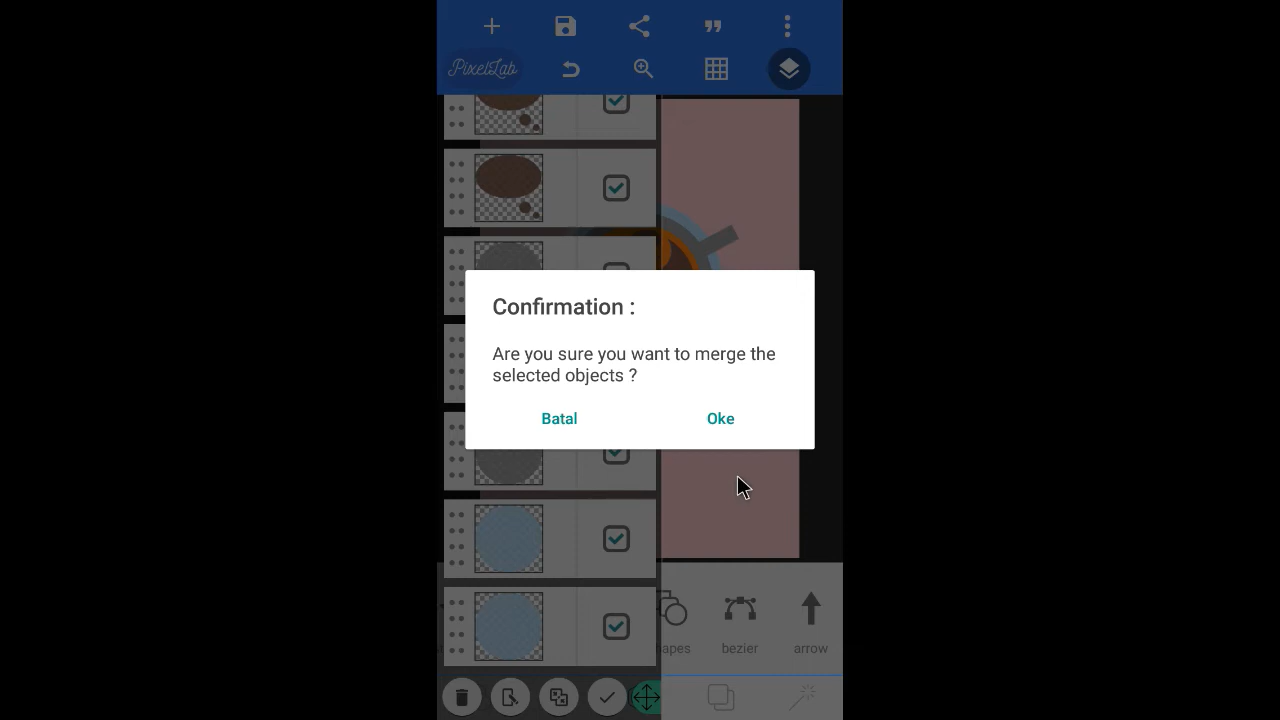 PixelLab
Confirmation :
Are you sure you want to merge the
selected objects ?
Batal
Oke
apes
bezier
arrow